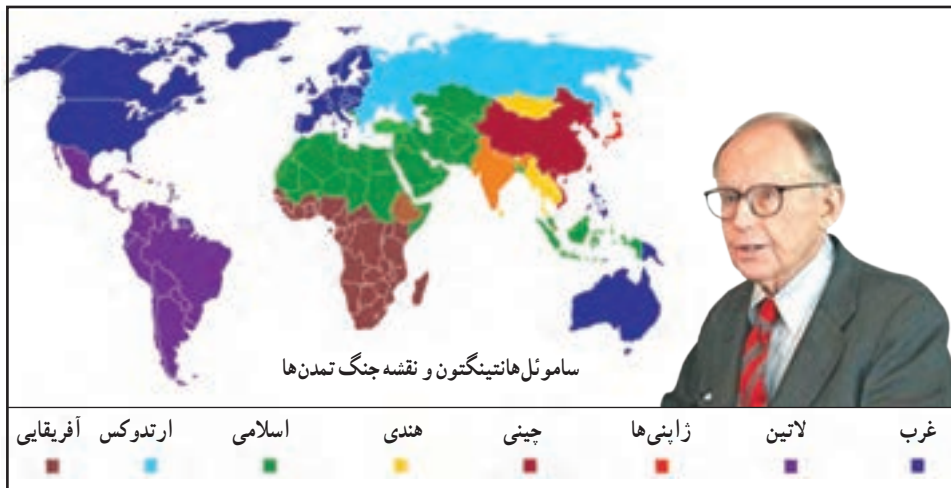 ساموئل‌هانتینگتون و نقشه جنگ تمدن‌ها
غرب لاتین ژاپنی‌ها چینی هندی اسلامی ارتدوکس آفریقایی